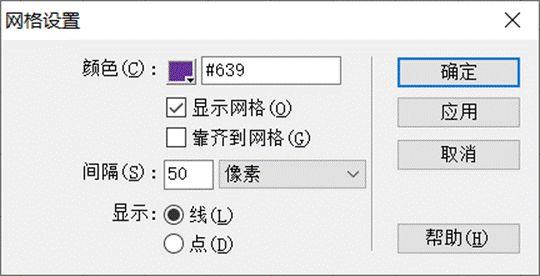 网格设置
颜色(C)： #639
确定
显示网格(O)
应用
靠齐到网格(G)
取消
间隔(S)： 50 像素
显示: 线(L)
点(D)
帮助(H)